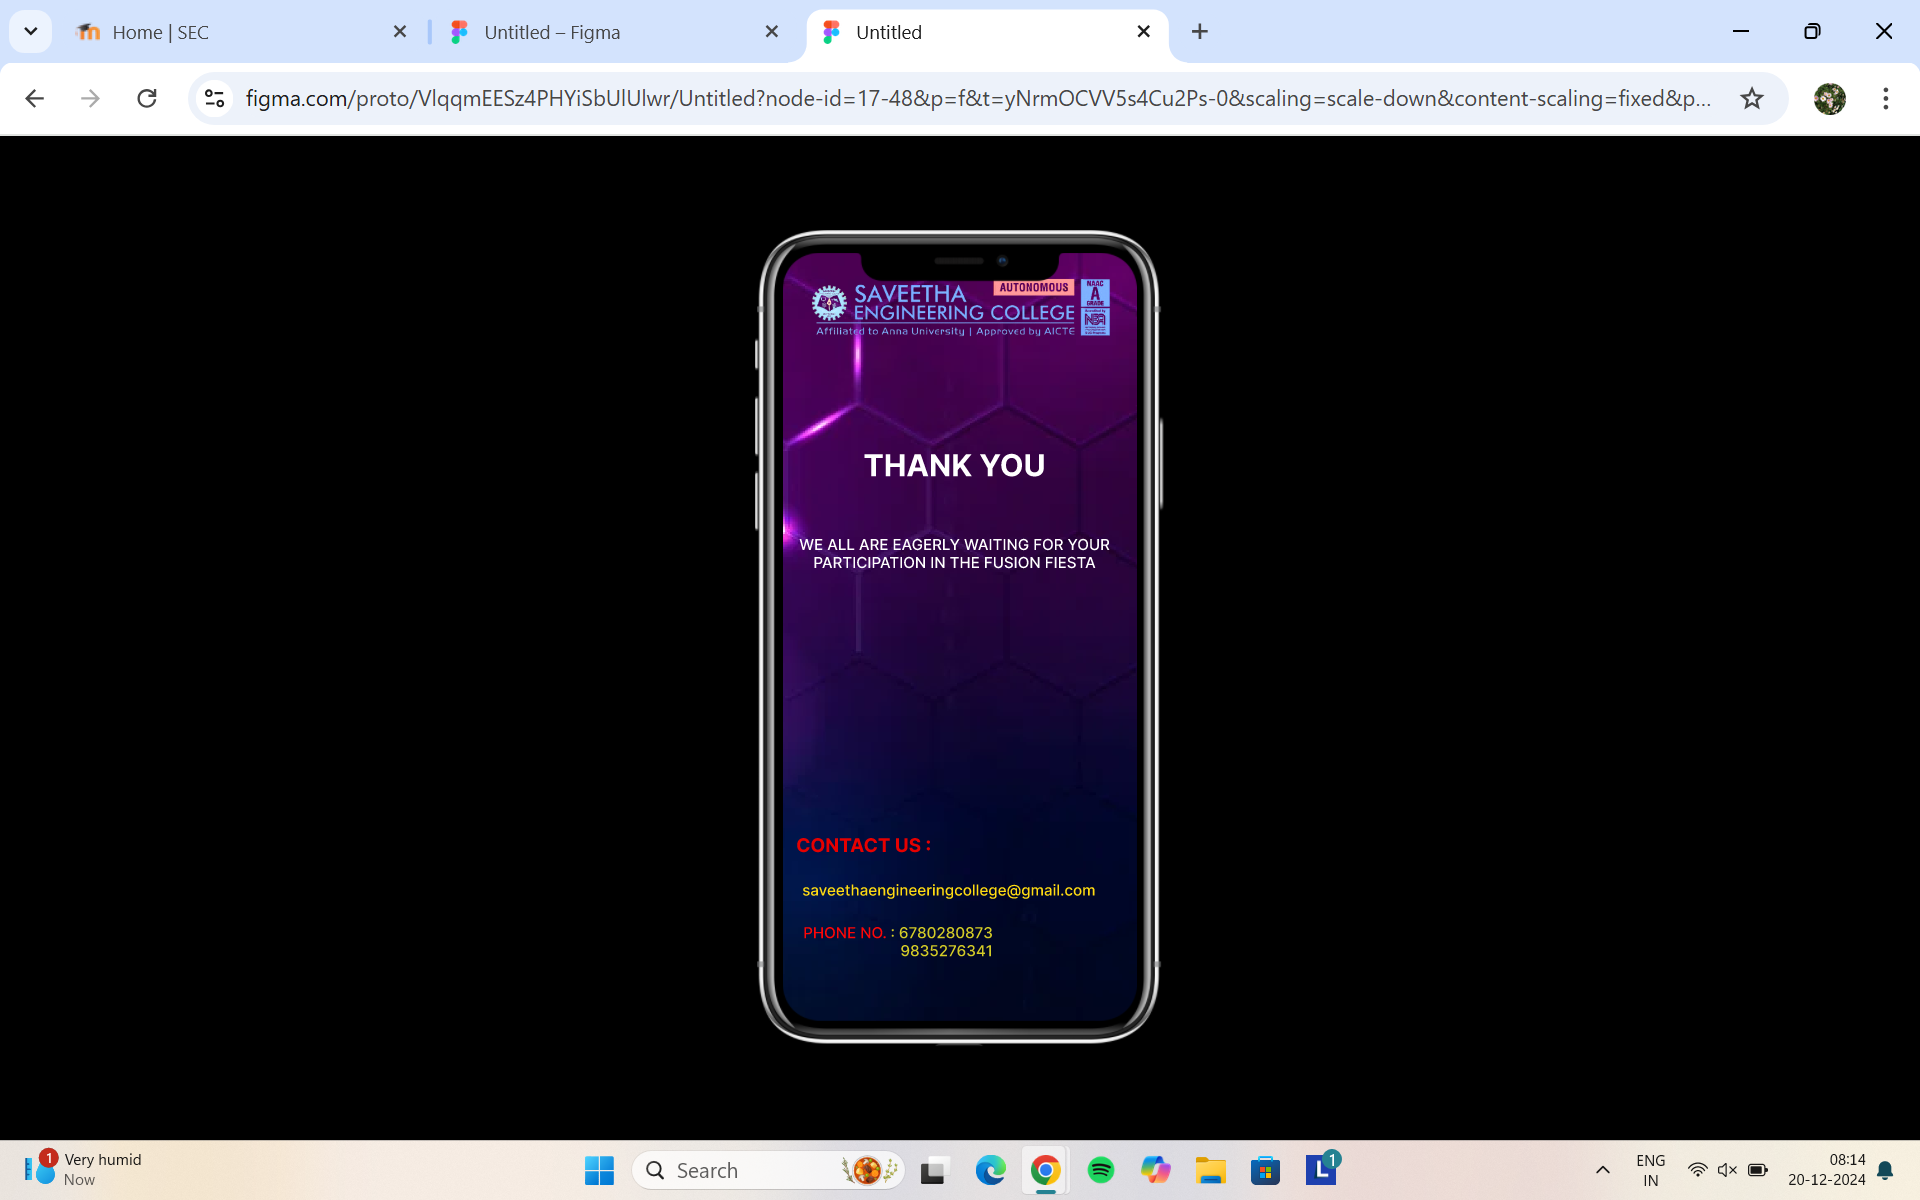 Home | SEC
Untitled – Figma
Untitled
figma.com/proto/VlqqmEESz4PHYiSbUlUlwr/Untitled?node-id=17-48&p=f&t=yNrmOCVV5s4Cu2Ps-0&scaling=scale-down&content-scaling=fixed&p...
SAVEETHA
AUTONOMOUS
ENGINEERING COLLEGE
Affiliated to Anna University | Approved by AICTE
NAAC
A
GRADE
NBA
THANK YOU
WE ALL ARE EAGERLY WAITING FOR YOUR
PARTICIPATION IN THE FUSION FIESTA
CONTACT US :
saveethaengineeringcollege@gmail.com
PHONE NO. : 6780280873
9835276341
1
Very humid
Now
Search
L
1
ENG
IN
08:14
20-12-2024